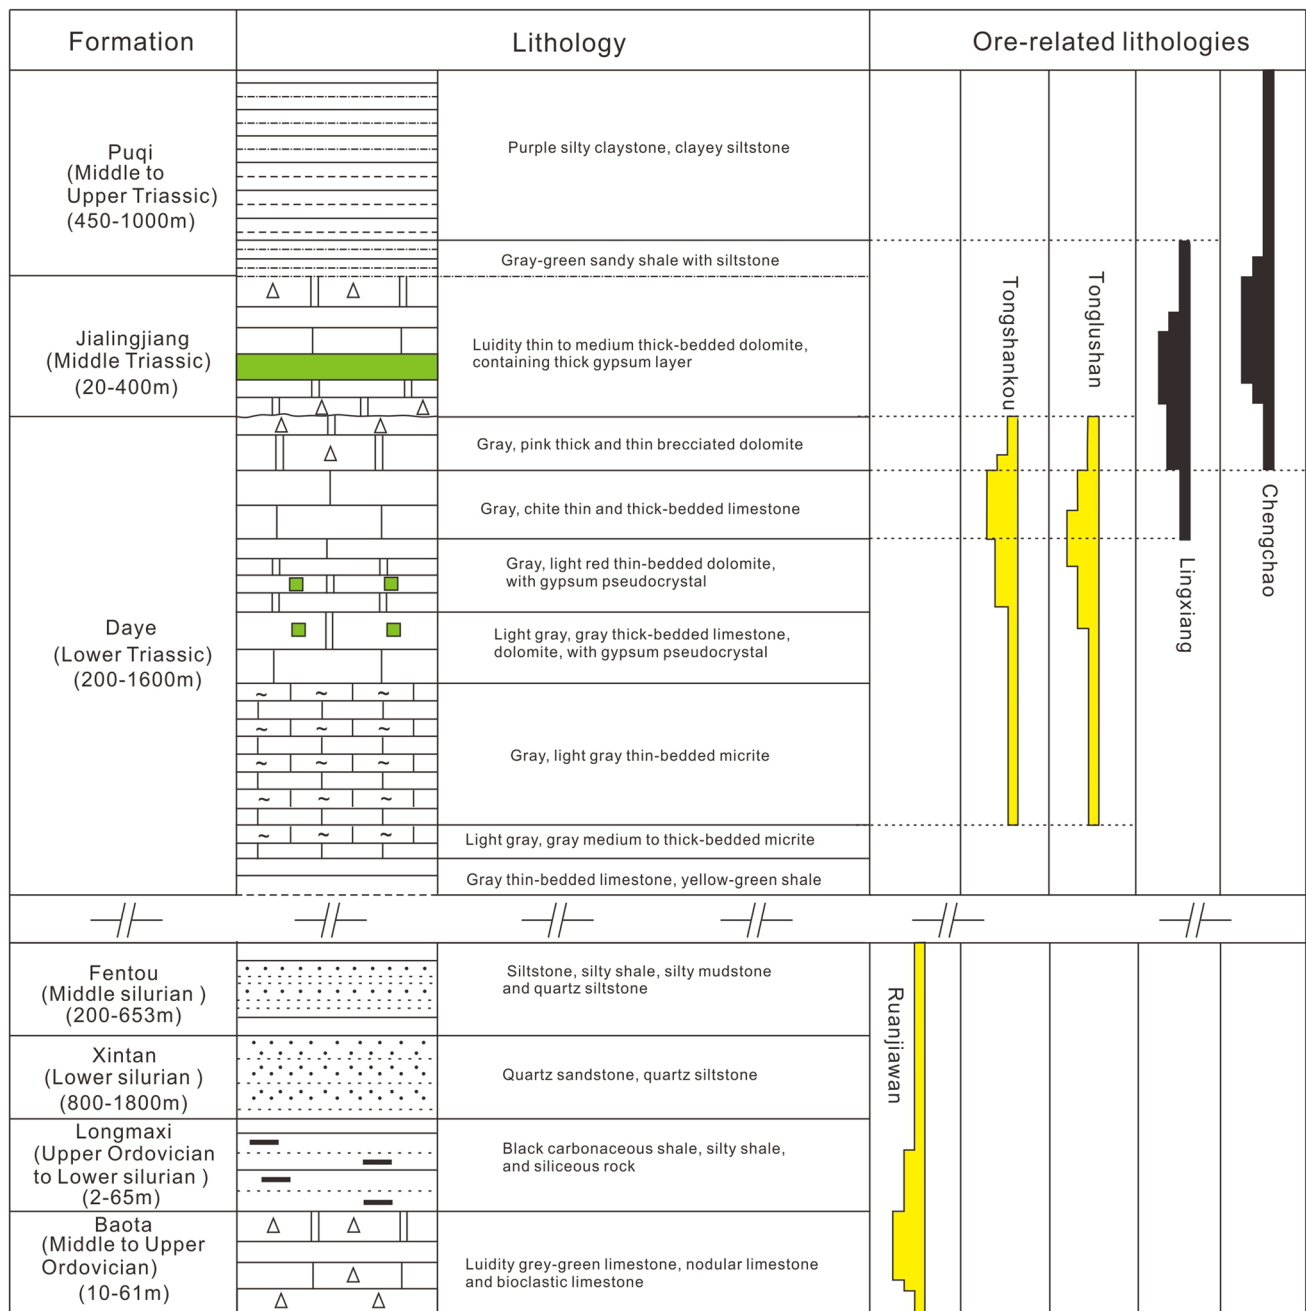 Formation
Lithology
Ore-related lithologies
Puqi
(Middle to
Upper Triassic)
(450-1000m)
Purple silty claystone, clayey siltstone
Gray-green sandy shale with siltstone
Jialingjiang
(Middle Triassic)
(20-400m)
Luidity thin to medium thick-bedded dolomite,
containing thick gypsum layer
Tongshankou
Tonglushan
Lingxiang
Chengchao
Daye
(Lower Triassic)
(200-1600m)
Gray, pink thick and thin brecciated dolomite
Gray, chite thin and thick-bedded limestone
Gray, light red thin-bedded dolomite,
with gypsum pseudocrystal
Light gray, gray thick-bedded limestone,
dolomite, with gypsum pseudocrystal
Gray, light gray thin-bedded micrite
Light gray, gray medium to thick-bedded micrite
Gray thin-bedded limestone, yellow-green shale
Fentou
(Middle silurian )
(200-653m)
Siltstone, silty shale, silty mudstone
and quartz siltstone
Ruanjiawan
Xintan
(Lower silurian )
(800-1800m)
Quartz sandstone, quartz siltstone
Longmaxi
(Upper Ordovician
to Lower silurian )
(2-65m)
Black carbonaceous shale, silty shale,
and siliceous rock
Baota
(Middle to Upper
Ordovician)
(10-61m)
Luidity grey-green limestone, nodular limestone
and bioclastic limestone